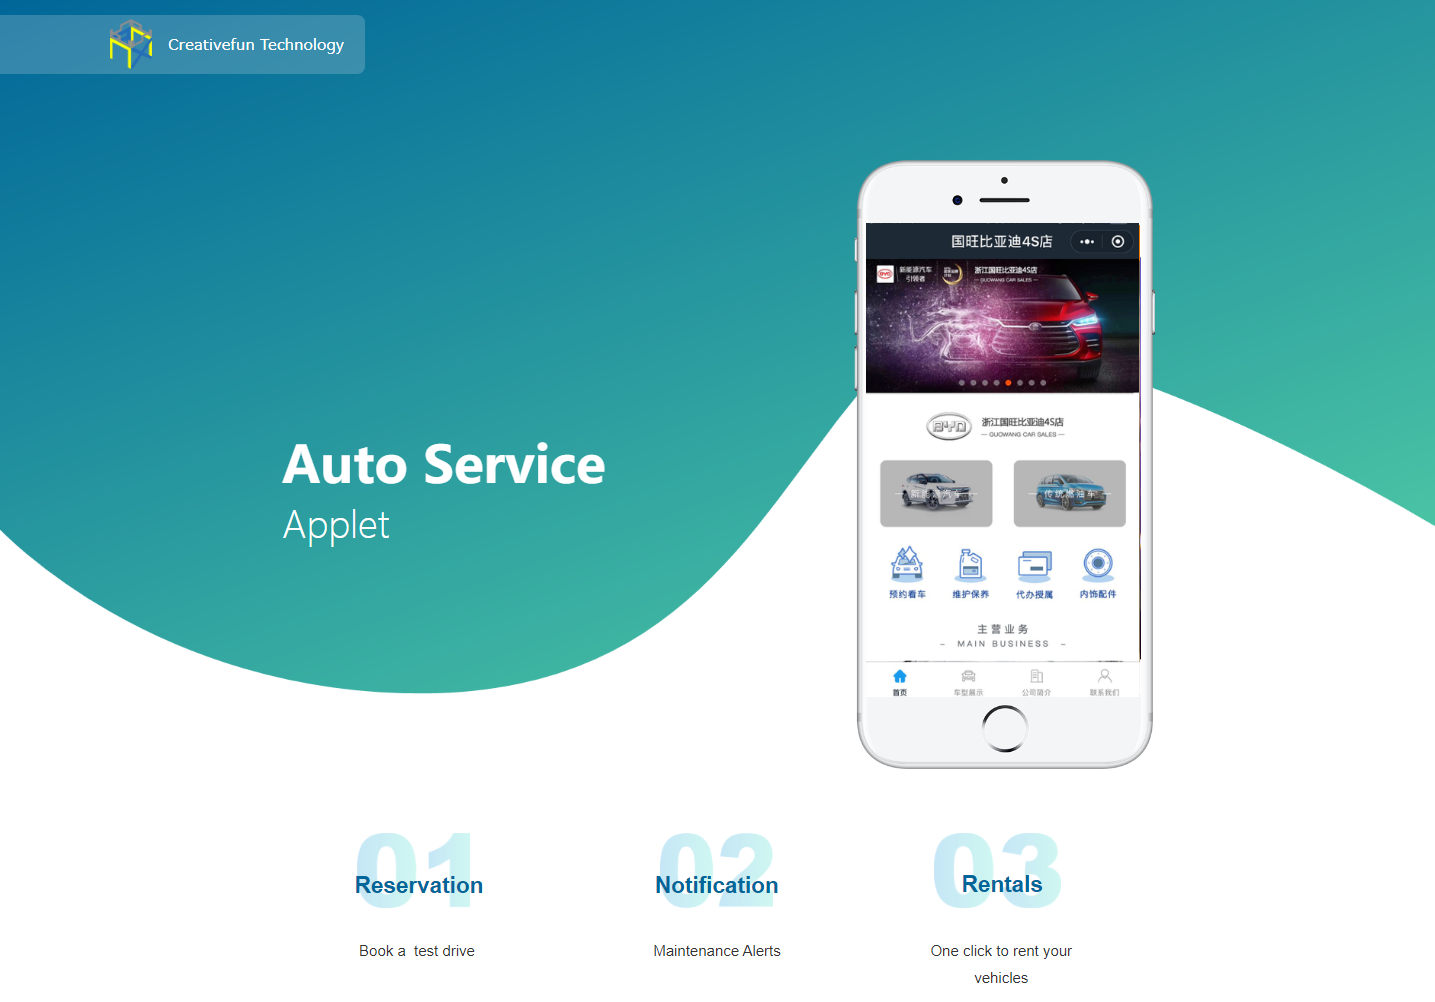 Creativefun Technology
国旺比亚迪4S店
BYD
新能源汽车
引领者
浙江国旺比亚迪4S店
— GUOWANG CAR SALES —
BYD
浙江国旺比亚迪4S店
— GUOWANG CAR SALES —
新能源汽车
传统燃油车
预约看车
维护保养
代办授属
内饰配件
主营业务
– MAIN BUSINESS –
首页
车型展示
公司简介
联系我们
Auto Service
Applet
01
Reservation
Book a  test drive
02
Notification
Maintenance Alerts
03
Rentals
One click to rent your
vehicles